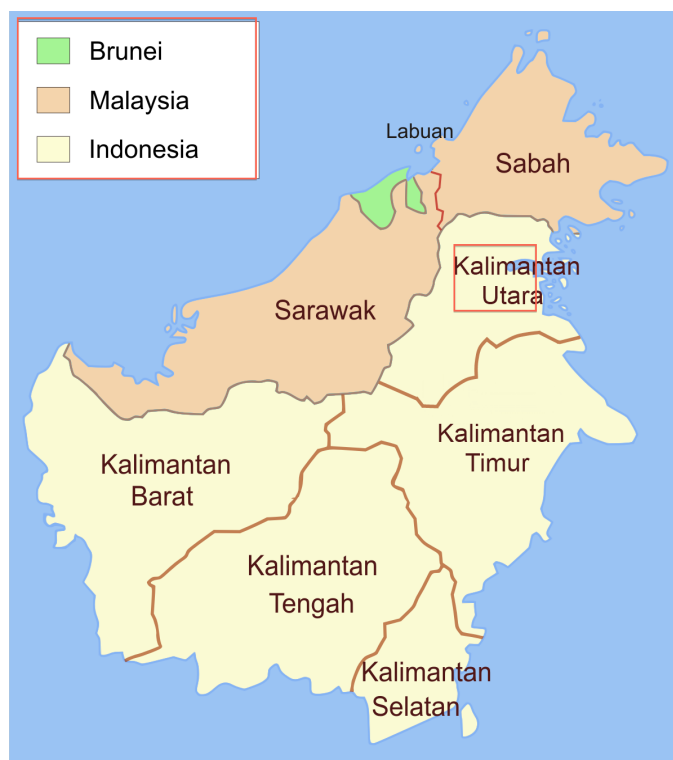 Brunei
Malaysia
Indonesia
Labuan
Sabah
Kalimantan
Utara
Sarawak
Kalimantan
Timur
Kalimantan
Barat
Kalimantan
Tengah
Kalimantan
Selatan